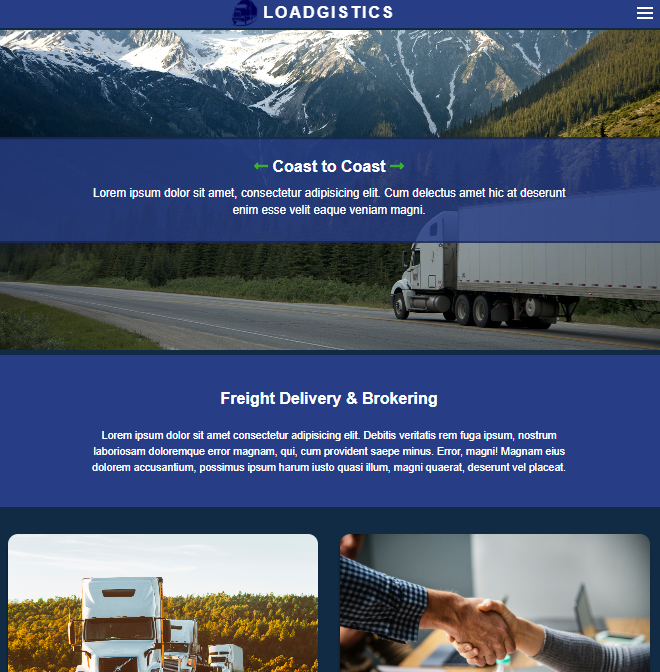 LOADGISTICS
Coast to Coast
Lorem ipsum dolor sit amet, consectetur adipisicing elit. Cum delectus amet hic at deserunt
enim esse velit eaque veniam magni.
Freight Delivery & Brokering
Lorem ipsum dolor sit amet consectetur adipisicing elit. Debitis veritatis rem fuga ipsum, nostrum
laboriosam doloremque error magnam, qui, cum provident saepe minus. Error, magni! Magnam eius
dolorem accusantium, possimus ipsum harum iusto quasi illum, magni quaerat, deserunt vel placeat.